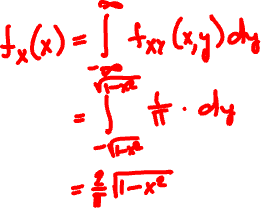 f_X(x) = ∫_{-∞}^{∞} f_{XY}(x,y) dy
= ∫_{-√(1-x²)}^{√(1-x²)} 1/π · dy
= 2/π √(1-x²)